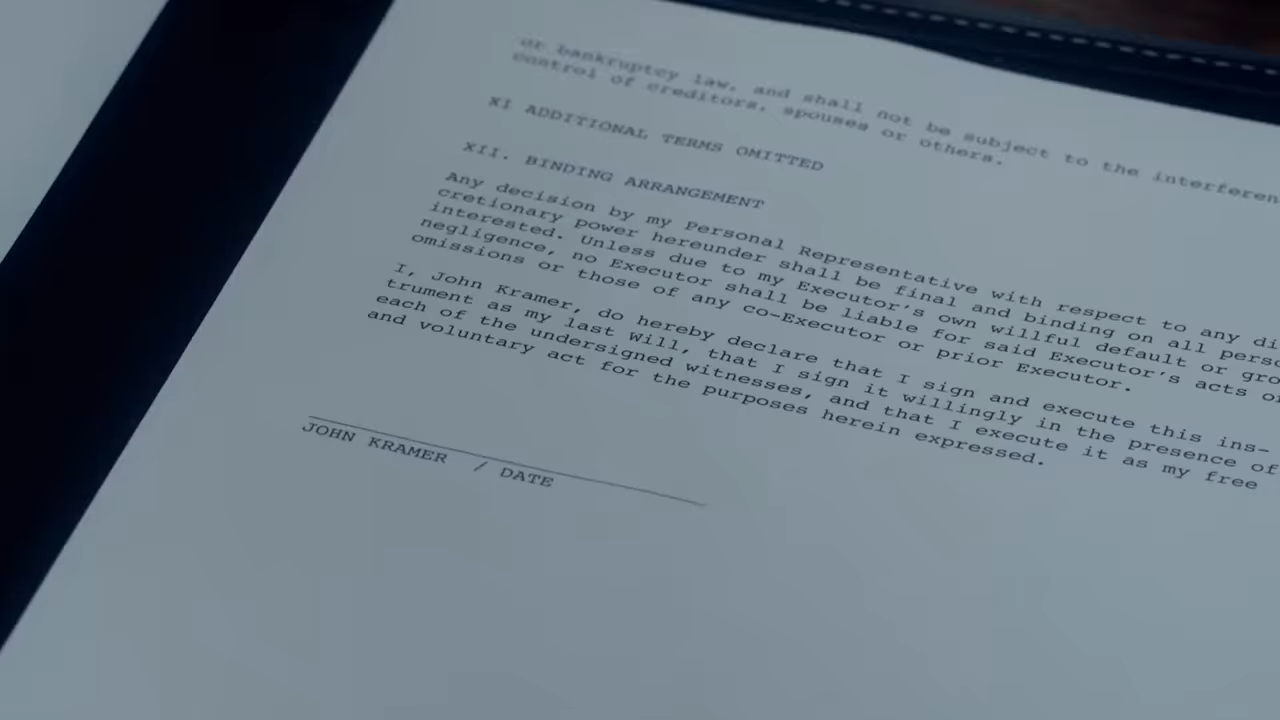 or bankruptcy law, and shall not be subject to the interferen
control of creditors, spouses or others.
XI ADDITIONAL TERMS OMITTED
XII. BINDING ARRANGEMENT
Any decision by my Personal Representative with respect to any di
cretionary power hereunder shall be final and binding on all perso
interested. Unless due to my Executor's own willful default or gro
negligence, no Executor shall be liable for said Executor's acts o
omissions or those of any co-Executor or prior Executor.
I, John Kramer, do hereby declare that I sign and execute this ins-
trument as my last Will, that I sign it willingly in the presence of
each of the undersigned witnesses, and that I execute it as my free
and voluntary act for the purposes herein expressed.
JOHN KRAMER / DATE